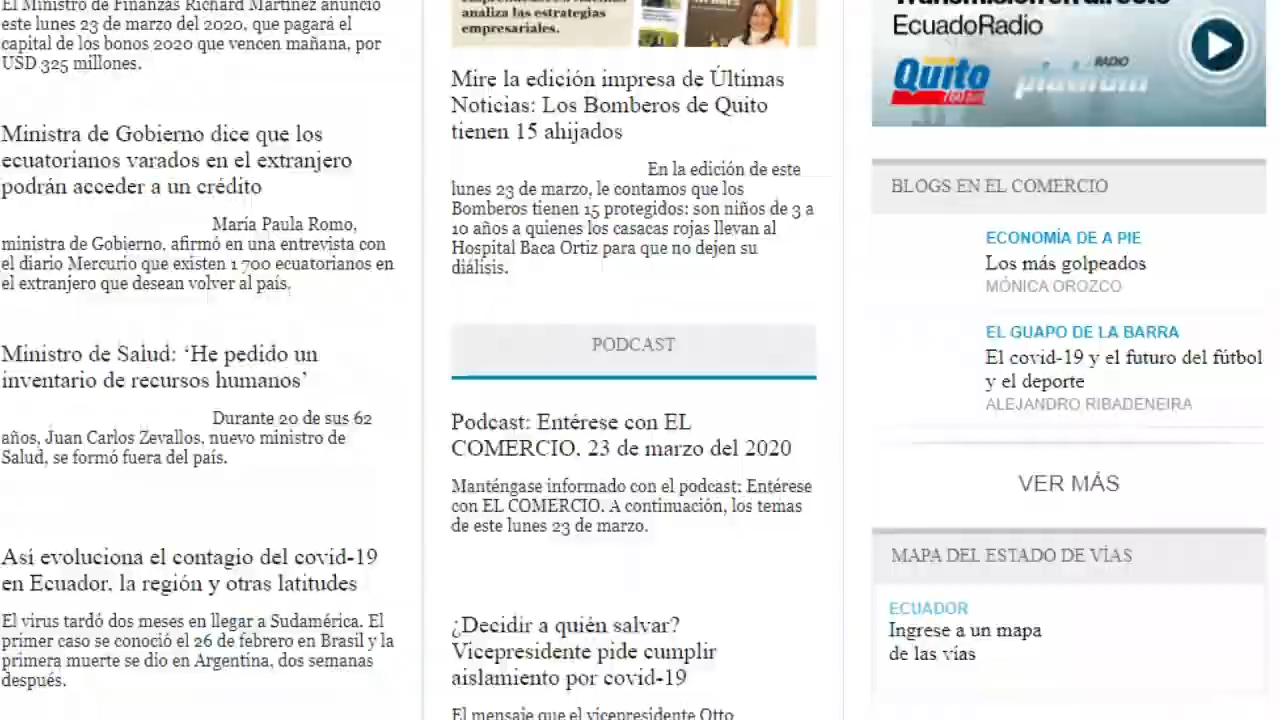 El Ministro de Finanzas Richard Martínez anunció
este lunes 23 de marzo del 2020, que pagará el
capital de los bonos 2020 que vencen mañana, por
USD 325 millones.
Ministra de Gobierno dice que los
ecuatorianos varados en el extranjero
podrán acceder a un crédito
María Paula Romo,
ministra de Gobierno, afirmó en una entrevista con
el diario Mercurio que existen 1 700 ecuatorianos en
el extranjero que desean volver al país.
Ministro de Salud: ‘He pedido un
inventario de recursos humanos’
Durante 20 de sus 62
años, Juan Carlos Zevallos, nuevo ministro de
Salud, se formó fuera del país.
Así evoluciona el contagio del covid-19
en Ecuador, la región y otras latitudes
El virus tardó dos meses en llegar a Sudamérica. El
primer caso se conoció el 26 de febrero en Brasil y la
primera muerte se dio en Argentina, dos semanas
después.
analiza las estrategias
empresariales.
Mire la edición impresa de Últimas
Noticias: Los Bomberos de Quito
tienen 15 ahijados
En la edición de este
lunes 23 de marzo, le contamos que los
Bomberos tienen 15 protegidos: son niños de 3 a
10 años a quienes los casacas rojas llevan al
Hospital Baca Ortiz para que no dejen su
diálisis.
PODCAST
Podcast: Entérese con EL
COMERCIO. 23 de marzo del 2020
Manténgase informado con el podcast: Entérese
con EL COMERCIO. A continuación, los temas
de este lunes 23 de marzo.
¿Decidir a quién salvar?
Vicepresidente pide cumplir
aislamiento por covid-19
El mensaje que el vicepresidente Otto
Transmisión en directo
EcuadoRadio
Quito
RADIO
platinum
BLOGS EN EL COMERCIO
ECONOMÍA DE A PIE
Los más golpeados
MÓNICA OROZCO
EL GUAPO DE LA BARRA
El covid-19 y el futuro del fútbol
y el deporte
ALEJANDRO RIBADENEIRA
VER MÁS
MAPA DEL ESTADO DE VÍAS
ECUADOR
Ingrese a un mapa
de las vías